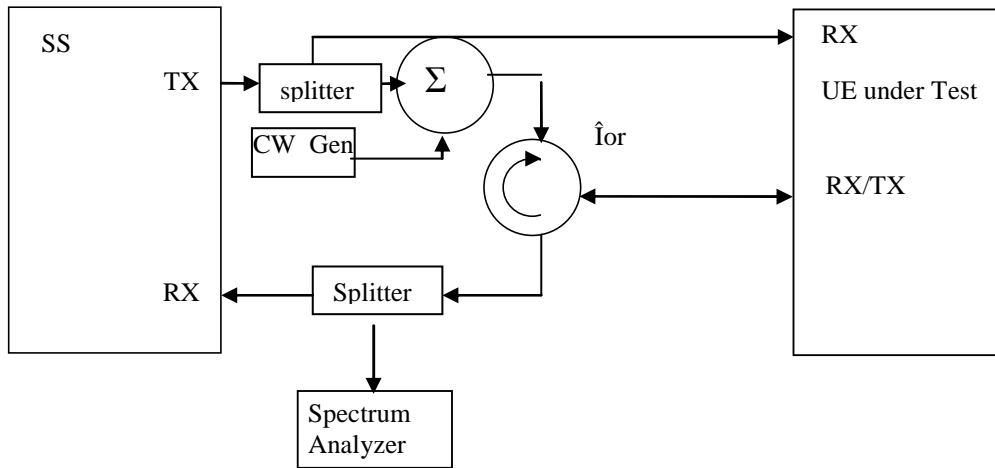 SS
RX
TX
splitter
Σ
UE under Test
CW Gen
Îor
RX/TX
RX
Splitter
Spectrum
Analyzer